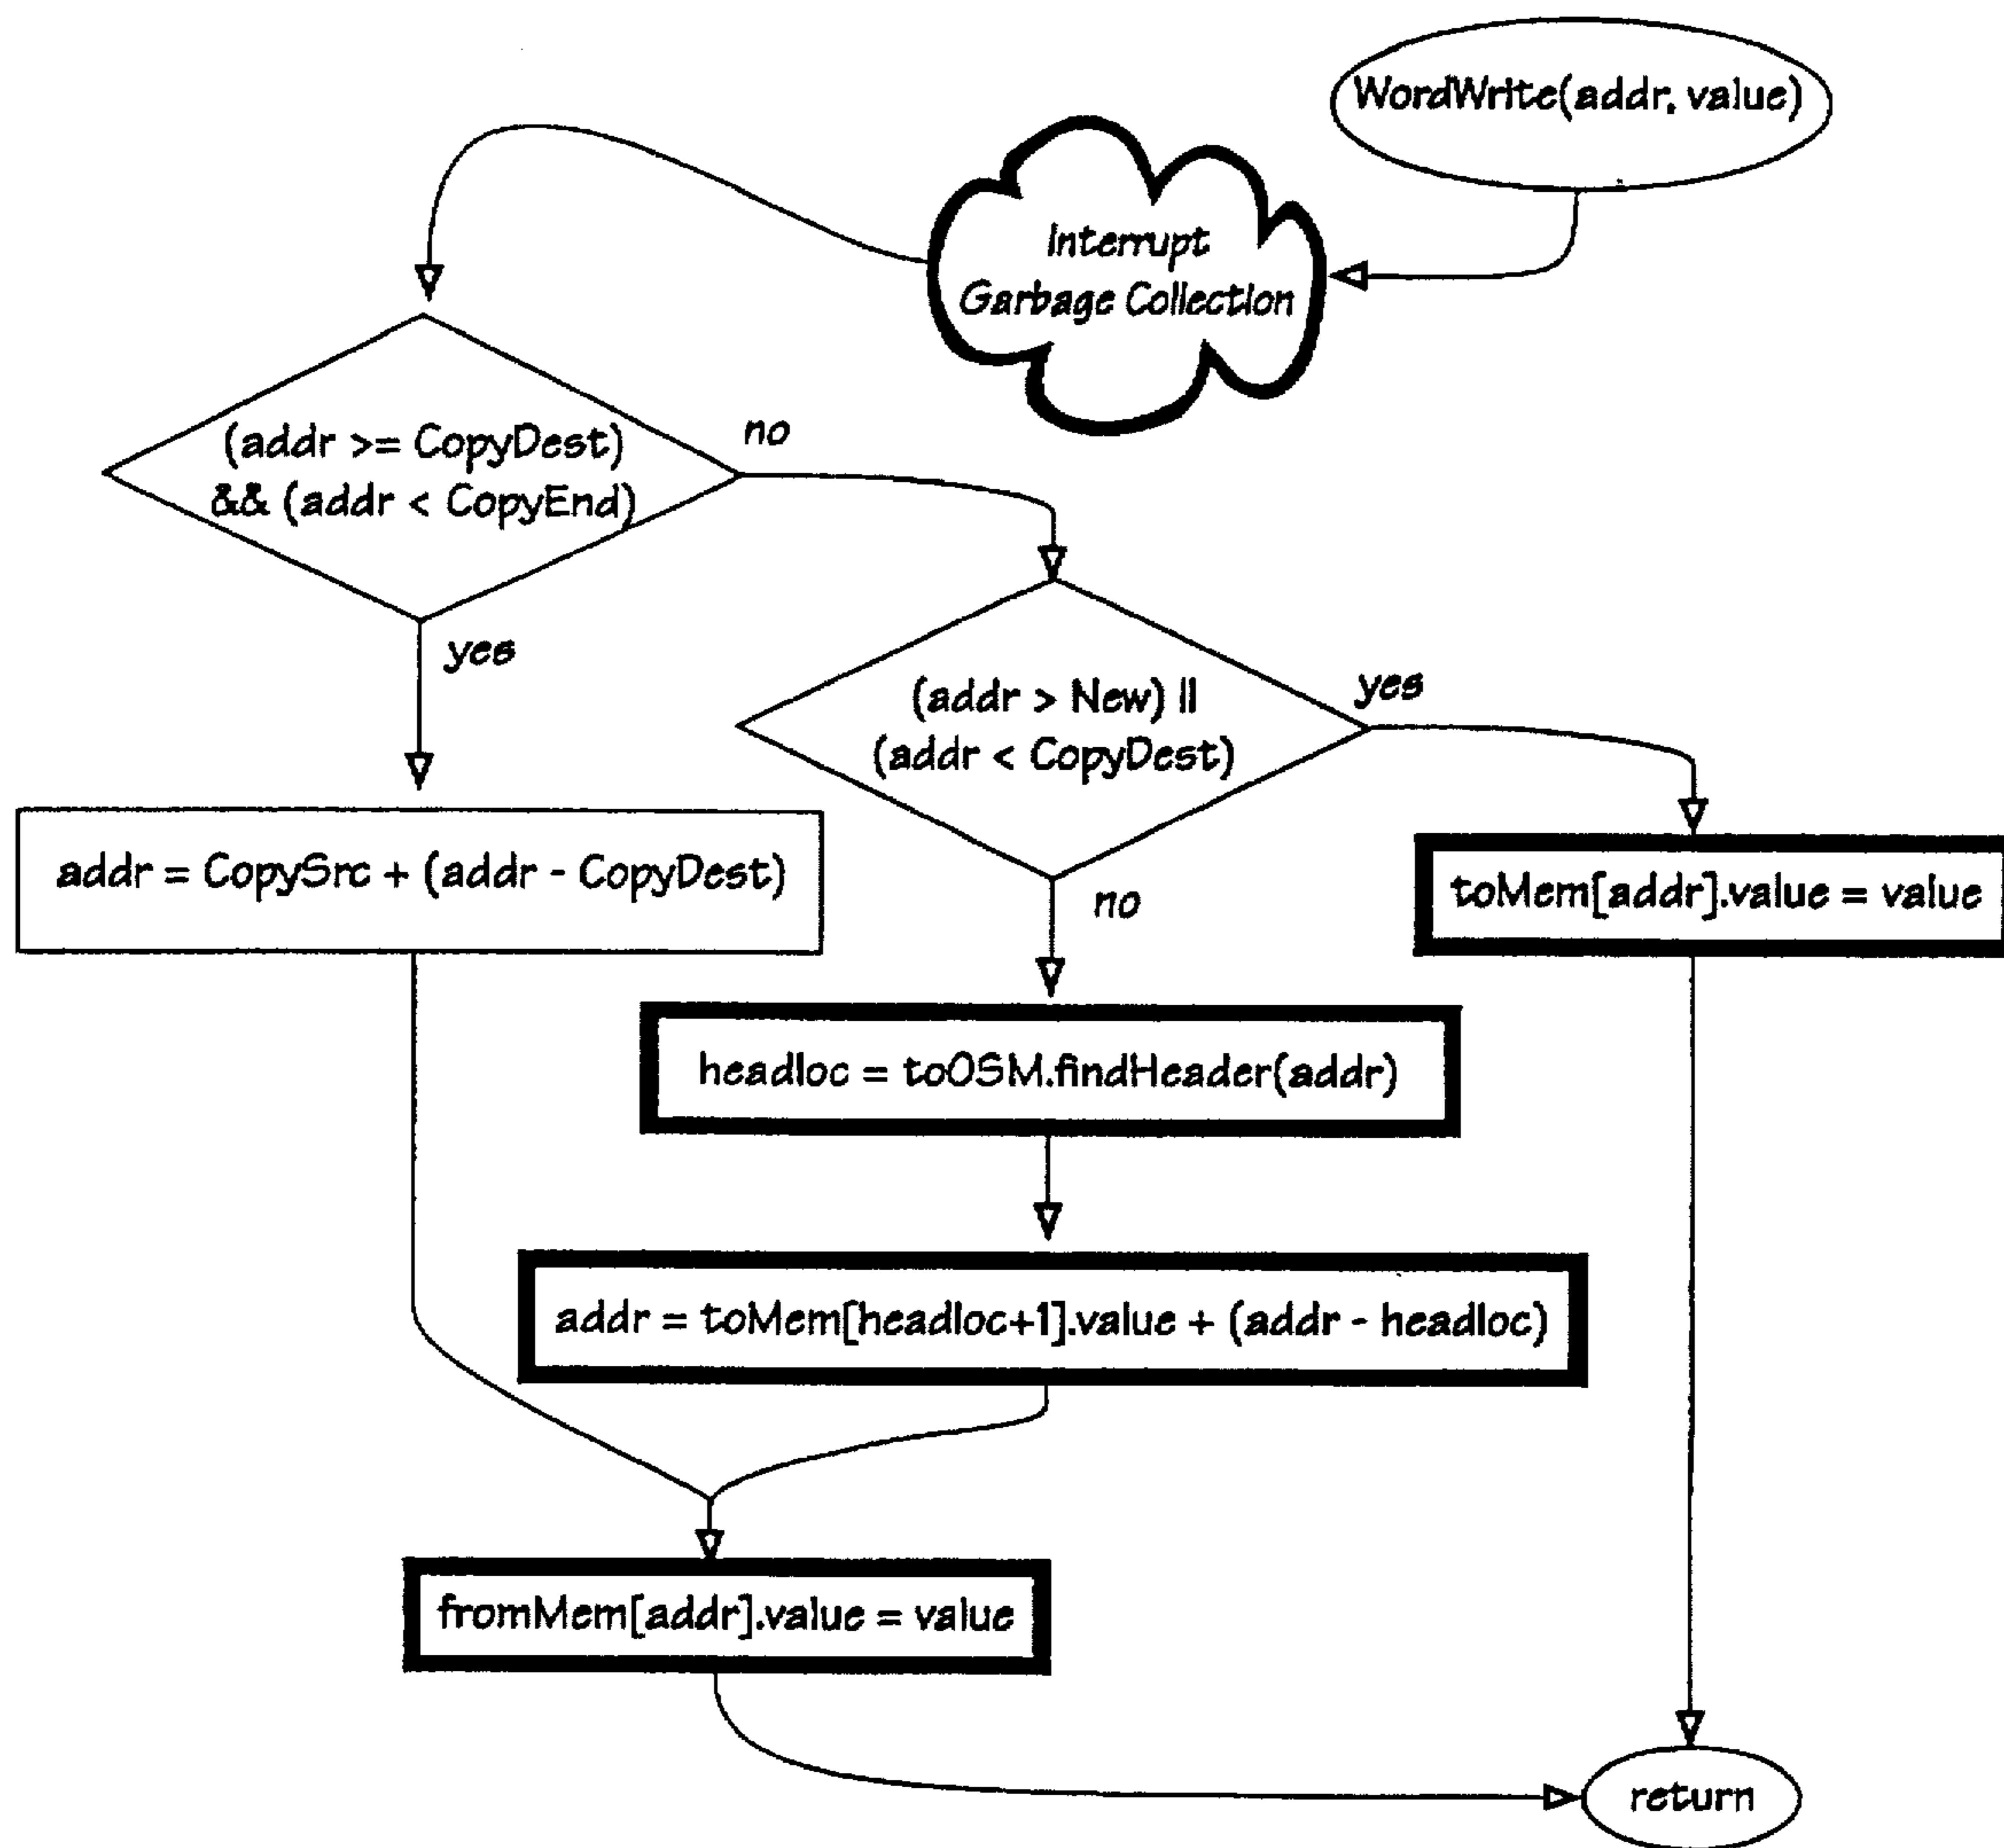 WordWrite(addr, value)
Interrupt
Garbage Collection
(addr >= CopyDest)
&& (addr < CopyEnd)
no
yes
(addr > New) ||
(addr < CopyDest)
yes
no
addr = CopySrc + (addr - CopyDest)
toMem[addr].value = value
headloc = toOSM.findHeader(addr)
addr = toMem[headloc+1].value + (addr - headloc)
fromMem[addr].value = value
return